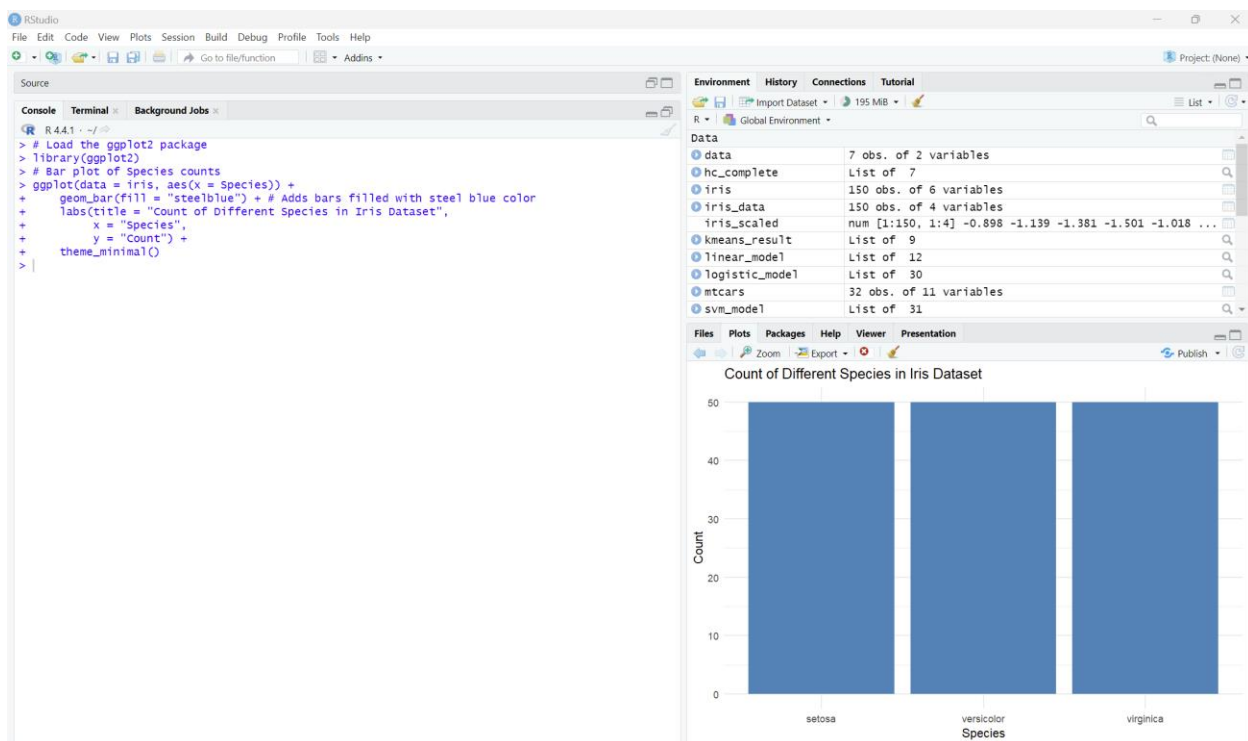 RStudio
File Edit Code View Plots Session Build Debug Profile Tools Help
Go to file/function Addins Project: (None)
Source
Console Terminal Background Jobs
R 4.4.1 · ~/
> # Load the ggplot2 package
> library(ggplot2)
> # Bar plot of Species counts
> ggplot(data = iris, aes(x = Species)) +
+ geom_bar(fill = "steelblue") + # Adds bars filled with steel blue color
+ labs(title = "Count of Different Species in Iris Dataset",
+ x = "Species",
+ y = "Count") +
+ theme_minimal()
>
Environment History Connections Tutorial
Import Dataset 195 MiB List
R Global Environment
Data
data 7 obs. of 2 variables
hc_complete List of 7
iris 150 obs. of 6 variables
iris_data 150 obs. of 4 variables
iris_scaled num [1:150, 1:4] -0.898 -1.139 -1.381 -1.501 -1.018 ...
kmeans_result List of 9
linear_model List of 12
logistic_model List of 30
mtcars 32 obs. of 11 variables
svm_model List of 31
Files Plots Packages Help Viewer Presentation
Zoom Export Publish
Count of Different Species in Iris Dataset
50
40
30
Count
20
10
0
setosa versicolor virginica
Species